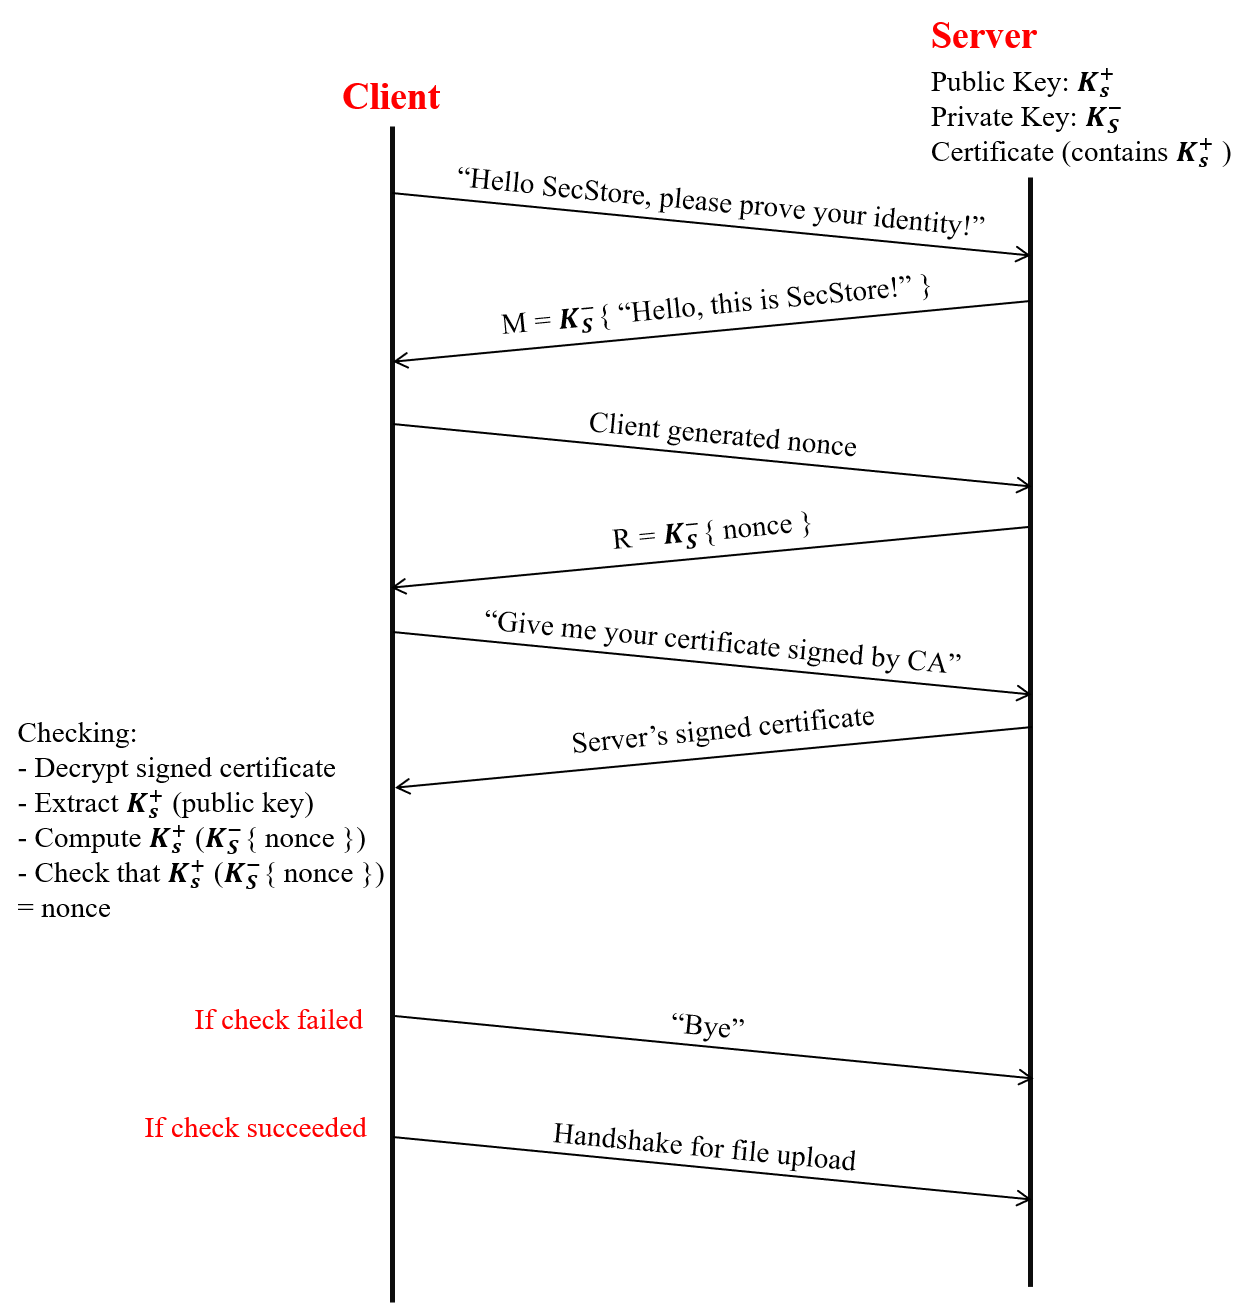 Server
Public Key: K_s^+
Private Key: K_S^-
Certificate (contains K_s^+ )
Client
“Hello SecStore, please prove your identity!”
M = K_S^- { “Hello, this is SecStore!” }
Client generated nonce
R = K_S^- { nonce }
“Give me your certificate signed by CA”
Server’s signed certificate
Checking:
- Decrypt signed certificate
- Extract K_s^+ (public key)
- Compute K_s^+ (K_S^- { nonce })
- Check that K_s^+ (K_S^- { nonce })
= nonce
If check failed
“Bye”
If check succeeded
Handshake for file upload